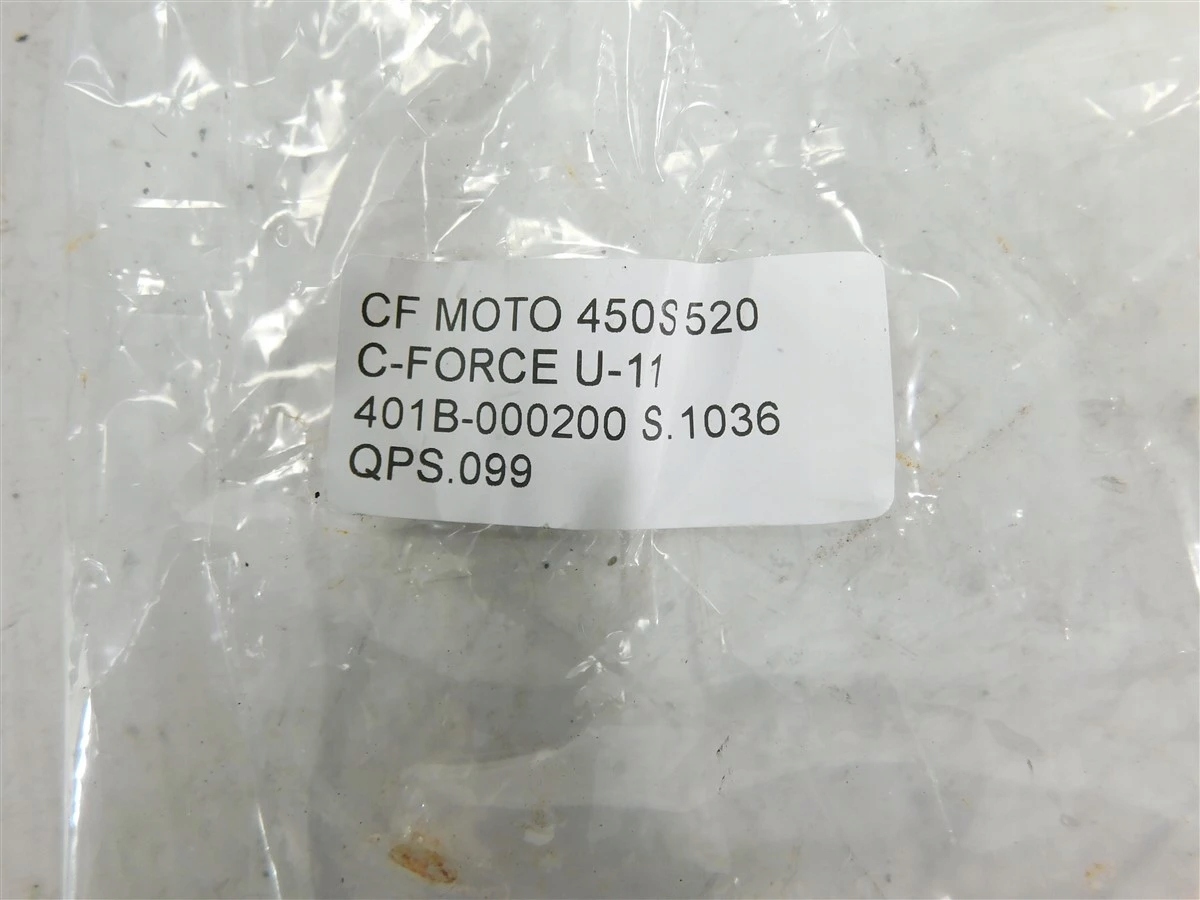 CF MOTO 450S520
C-FORCE U-11
401B-000200 S.1036
QPS.099